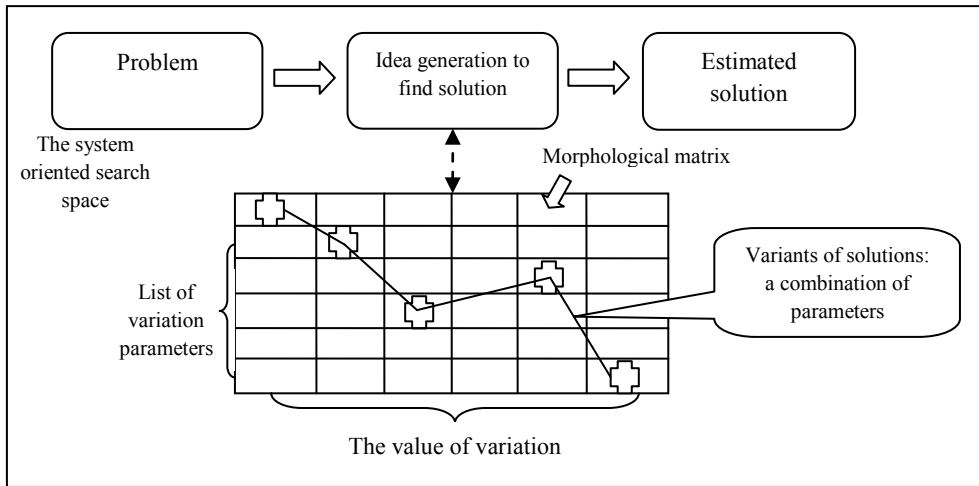 Problem
Idea generation to
find solution
Estimated
solution
The system
oriented search
space
Morphological matrix
List of
variation
parameters
Variants of solutions:
a combination of
parameters
The value of variation